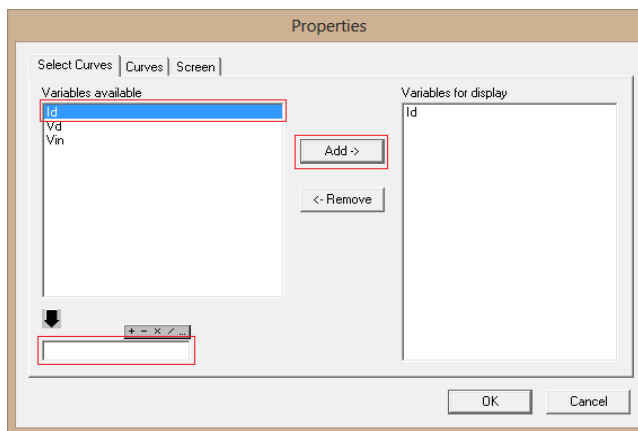 Properties
Select Curves Curves Screen
Variables available
Id
Vd
Vin
Add ->
<- Remove
Variables for display
Id
+ - × / ...
OK Cancel